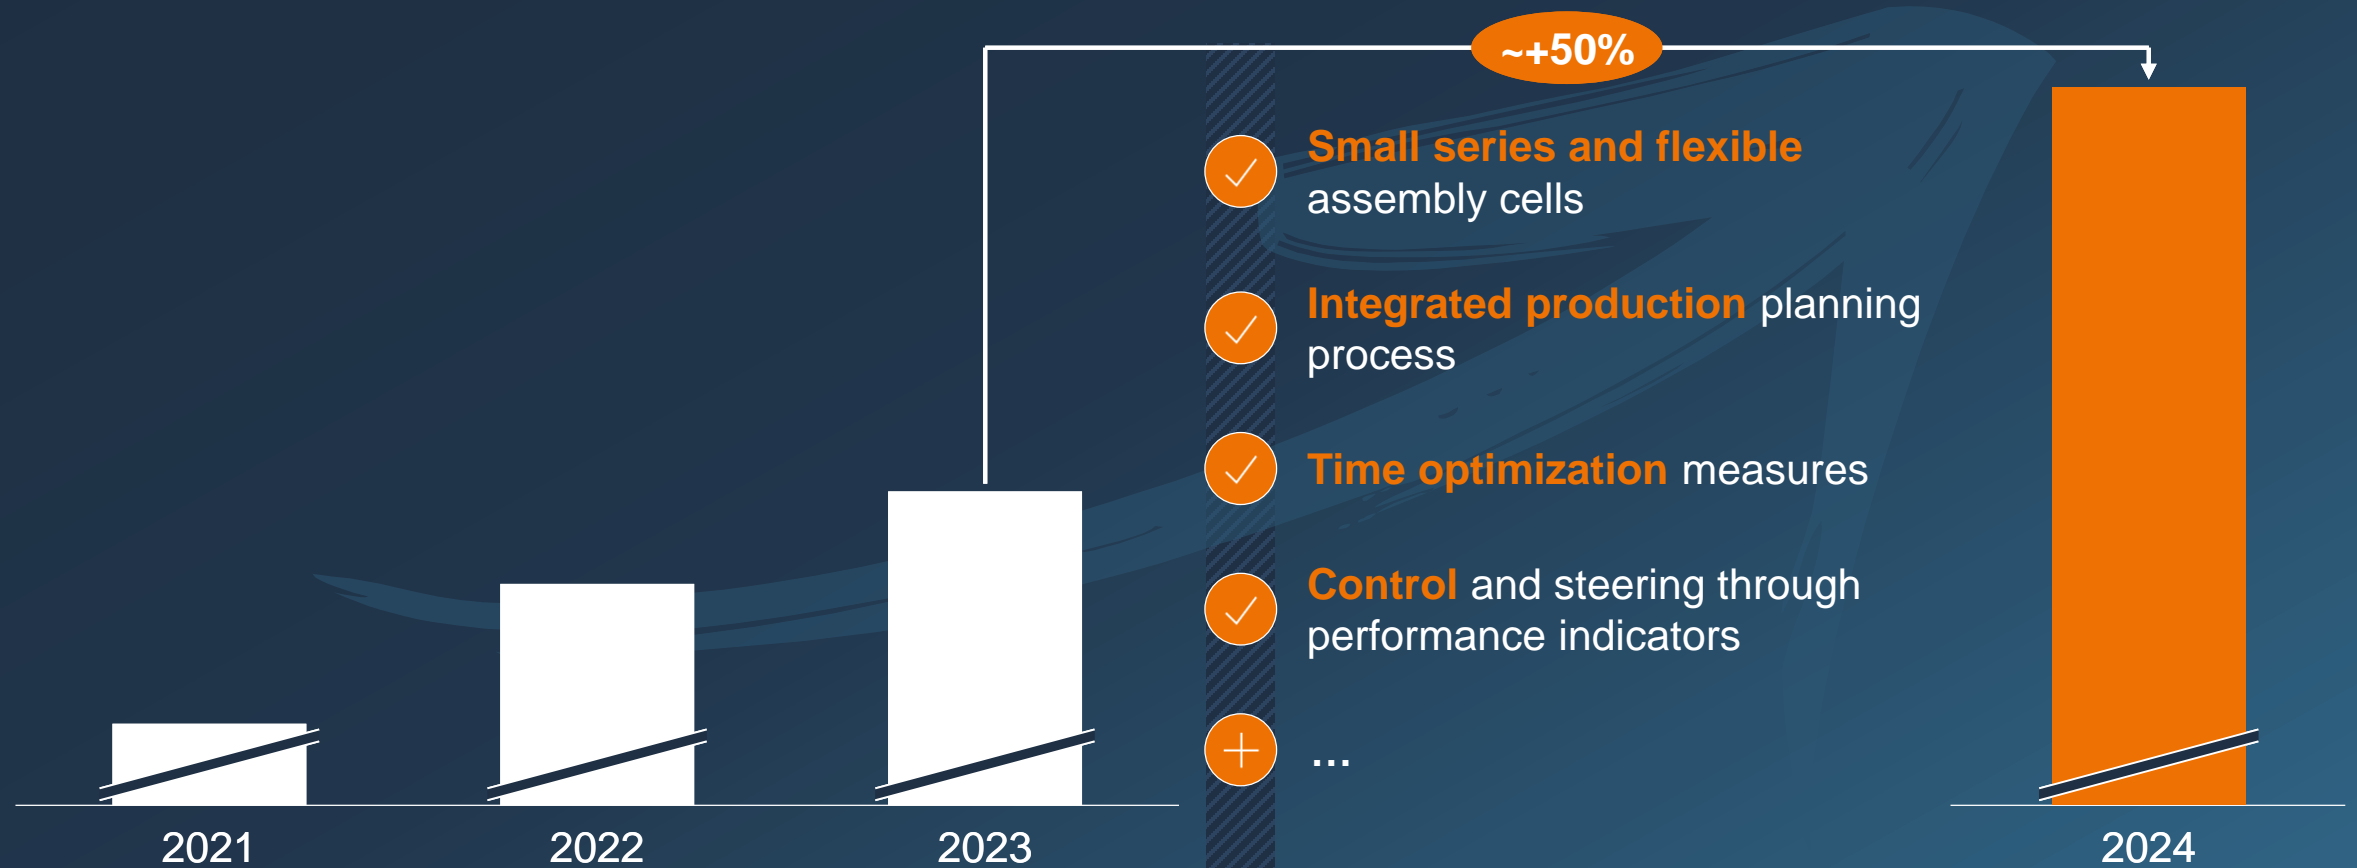 ~+50%
Small series and flexible
assembly cells
Integrated production planning
process
Time optimization measures
Control and steering through
performance indicators
...
2021
2022
2023
2024